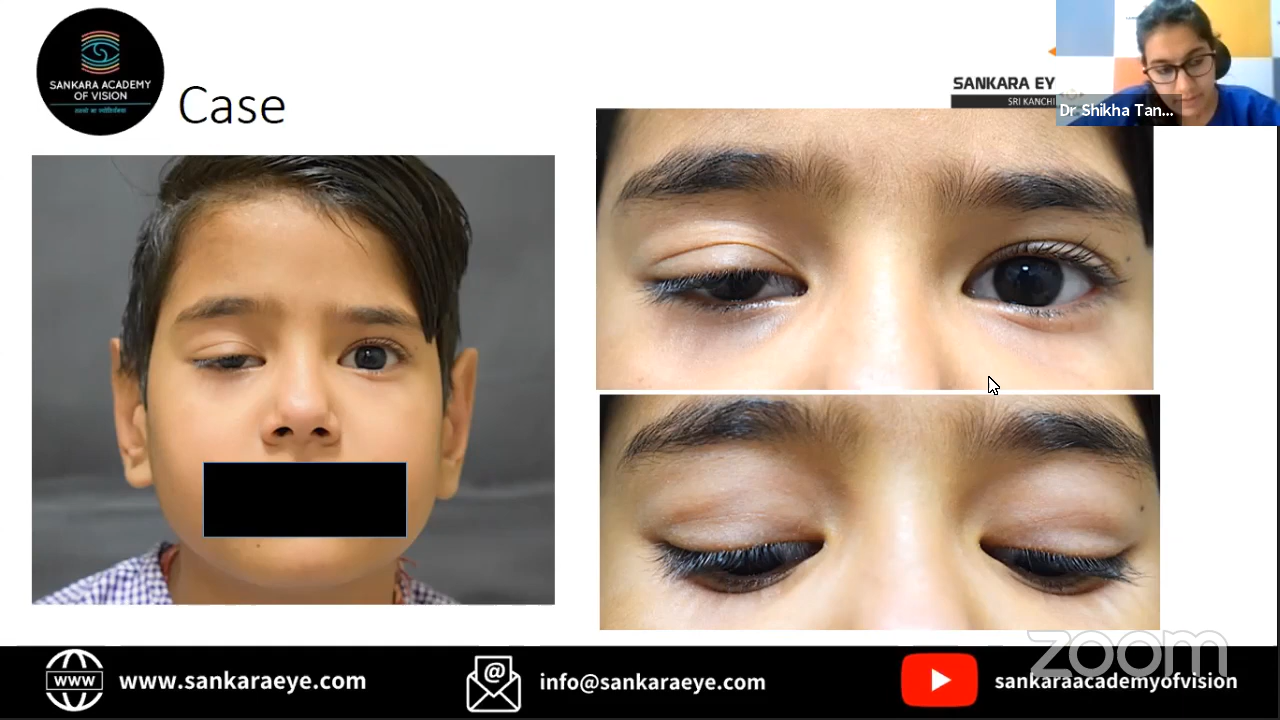 SANKARA ACADEMY
OF VISION
Case
SANKARA EY
SRI KANCHI
Dr Shikha Tan...
zoom
WWW
www.sankaraeye.com
@
info@sankaraeye.com
sankaraacademyofvision